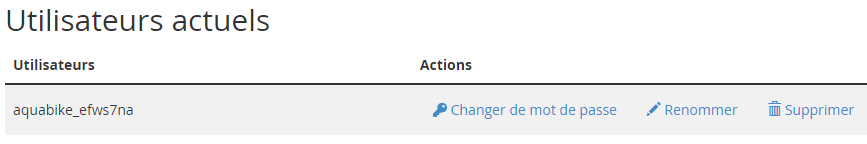 Utilisateurs actuels
Utilisateurs Actions
aquabike_efws7na Changer de mot de passe Renommer Supprimer